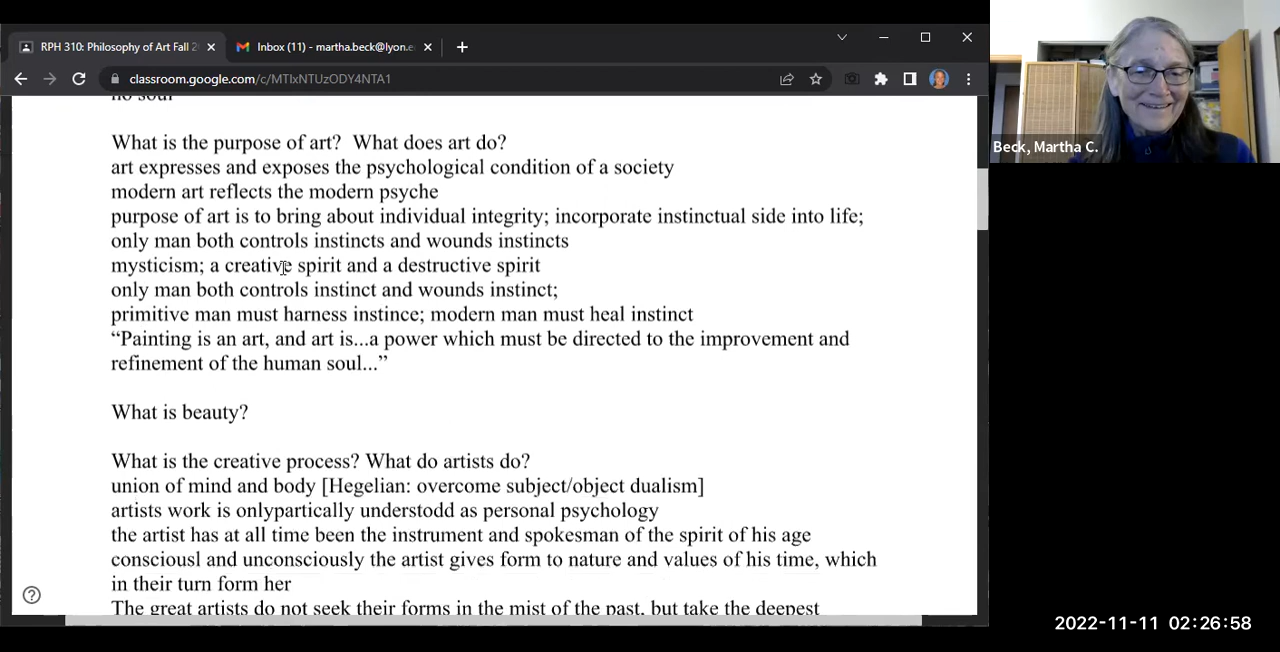 RPH 310: Philosophy of Art Fall 2
Inbox (11) - martha.beck@lyon.e
classroom.google.com/c/MTIxNTUzODY4NTA1
Beck, Martha C.
no soul
What is the purpose of art?  What does art do?
art expresses and exposes the psychological condition of a society
modern art reflects the modern psyche
purpose of art is to bring about individual integrity; incorporate instinctual side into life;
only man both controls instincts and wounds instincts
mysticism; a creative spirit and a destructive spirit
only man both controls instinct and wounds instinct;
primitive man must harness instince; modern man must heal instinct
“Painting is an art, and art is...a power which must be directed to the improvement and
refinement of the human soul...”
What is beauty?
What is the creative process? What do artists do?
union of mind and body [Hegelian: overcome subject/object dualism]
artists work is onlypartically understodd as personal psychology
the artist has at all time been the instrument and spokesman of the spirit of his age
consciousl and unconsciously the artist gives form to nature and values of his time, which
in their turn form her
The great artists do not seek their forms in the mist of the past, but take the deepest
2022-11-11 02:26:58